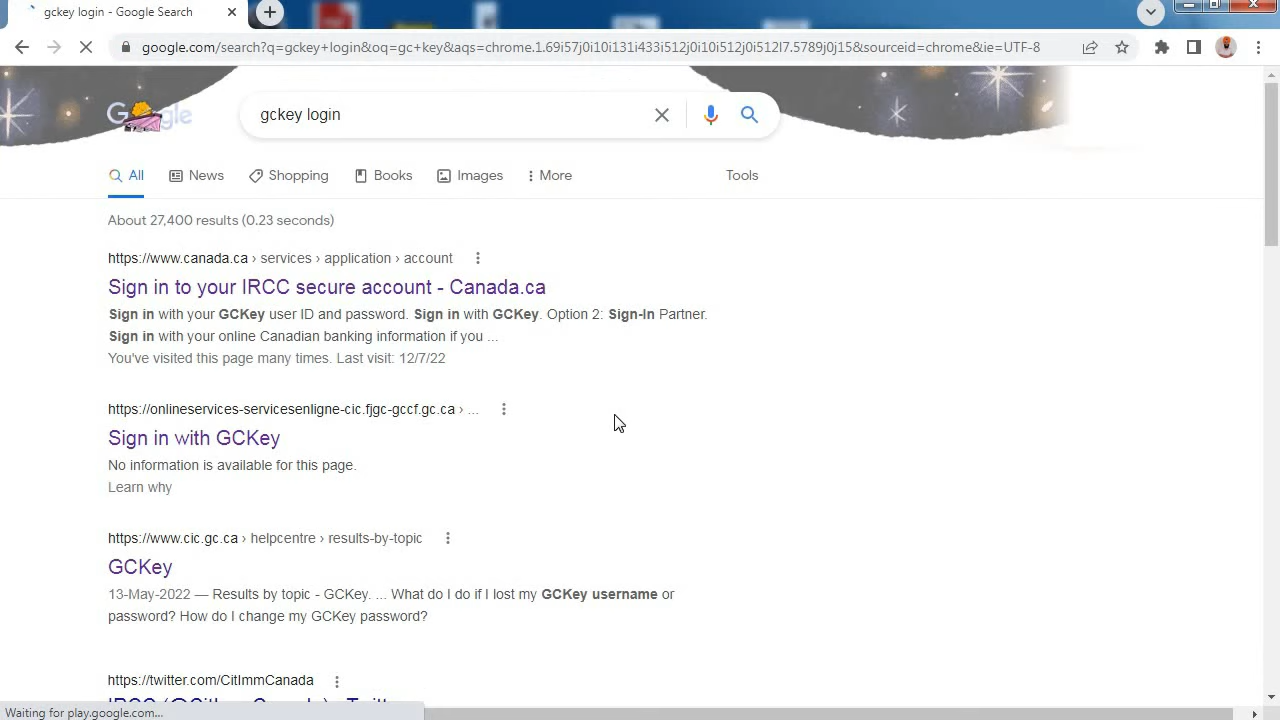 gckey login - Google Search
google.com/search?q=gckey+login&oq=gc+key&aqs=chrome.1.69i57j0i10i131i433i512j0i10i512j0i512l7.5789j0j15&sourceid=chrome&ie=UTF-8
Google
gckey login
All News Shopping Books Images More Tools
About 27,400 results (0.23 seconds)
https://www.canada.ca › services › application › account
Sign in to your IRCC secure account - Canada.ca
Sign in with your GCKey user ID and password. Sign in with GCKey. Option 2: Sign-In Partner.
Sign in with your online Canadian banking information if you ...
You've visited this page many times. Last visit: 12/7/22
https://onlineservices-servicesenligne-cic.fjgc-gccf.gc.ca › ...
Sign in with GCKey
No information is available for this page.
Learn why
https://www.cic.gc.ca › helpcentre › results-by-topic
GCKey
13-May-2022 — Results by topic - GCKey. ... What do I do if I lost my GCKey username or
password? How do I change my GCKey password?
https://twitter.com/CitImmCanada
IRCC (@CitImmCanada) · Twitter
Waiting for play.google.com...